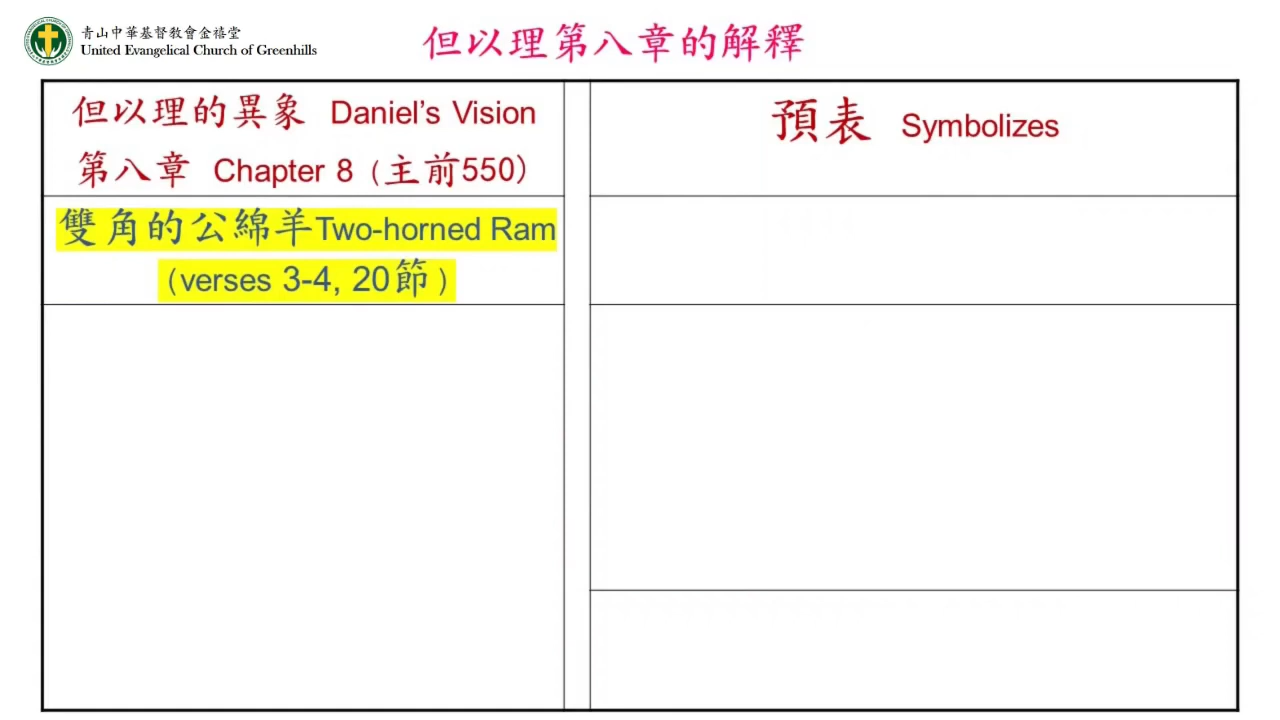 青山中華基督教會金禧堂
United Evangelical Church of Greenhills
但以理第八章的解釋
但以理的異象 Daniel’s Vision
第八章 Chapter 8 (主前550)
預表 Symbolizes
雙角的公綿羊Two-horned Ram
(verses 3-4, 20節)